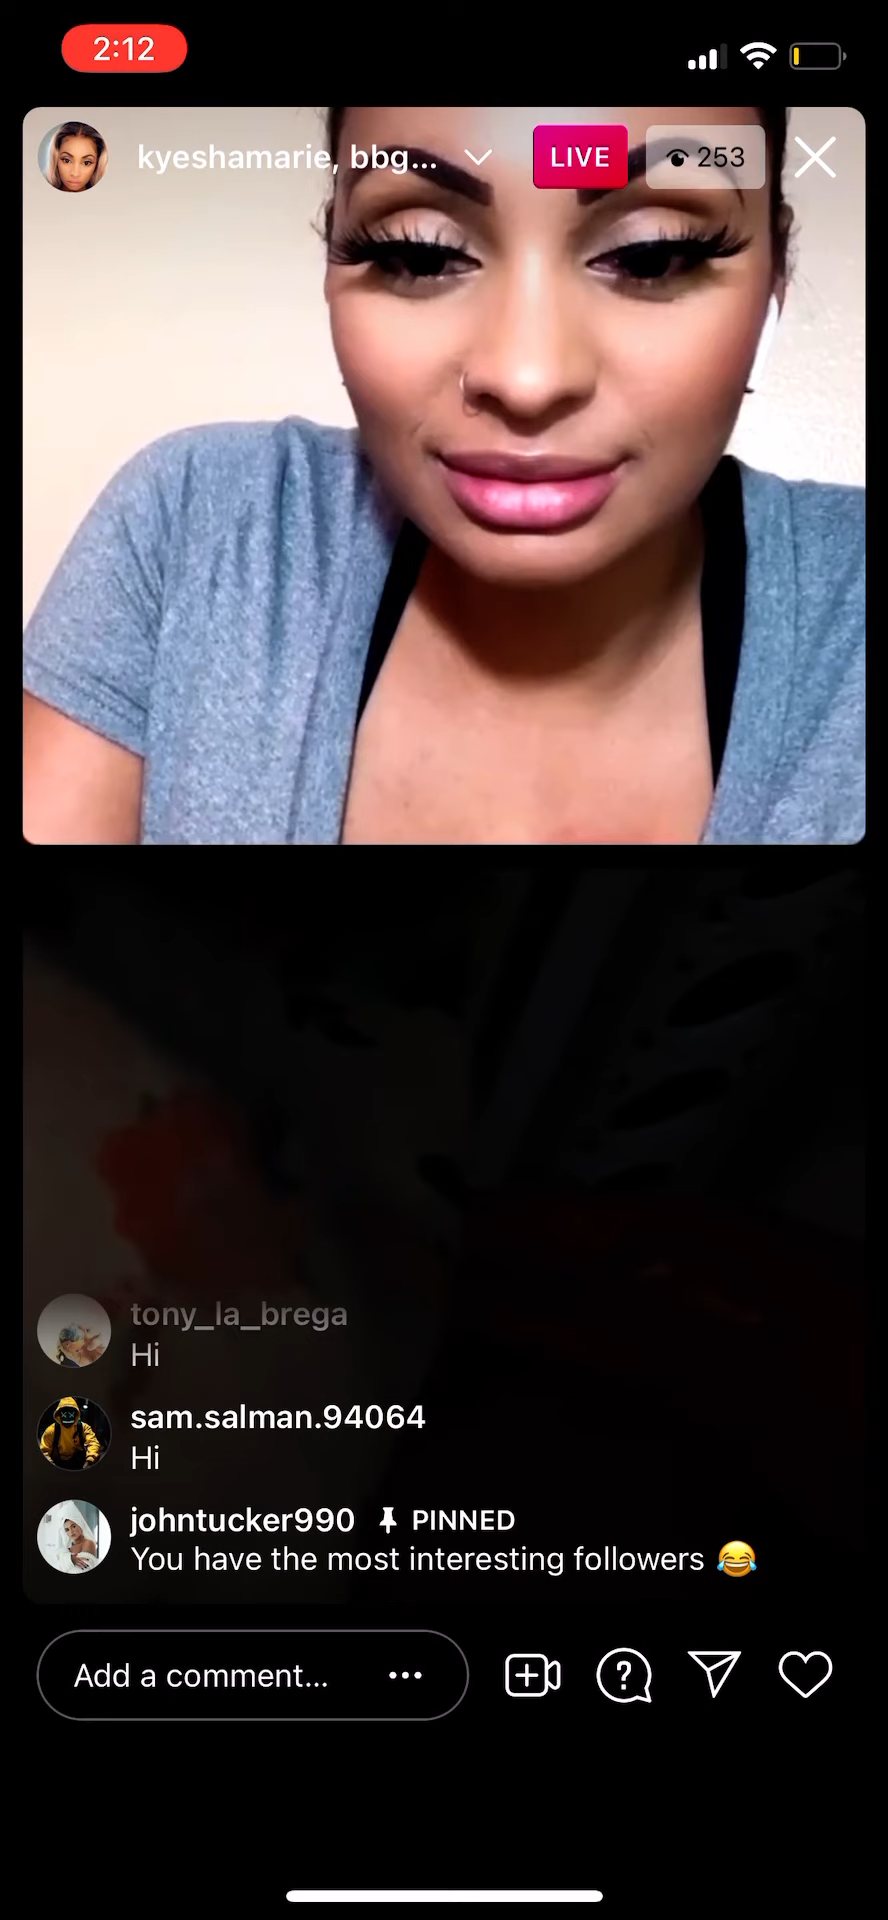 2:12
kyeshamarie, bbg... LIVE 253
tony_la_brega
Hi
sam.salman.94064
Hi
johntucker990 PINNED
You have the most interesting followers 😂
Add a comment...